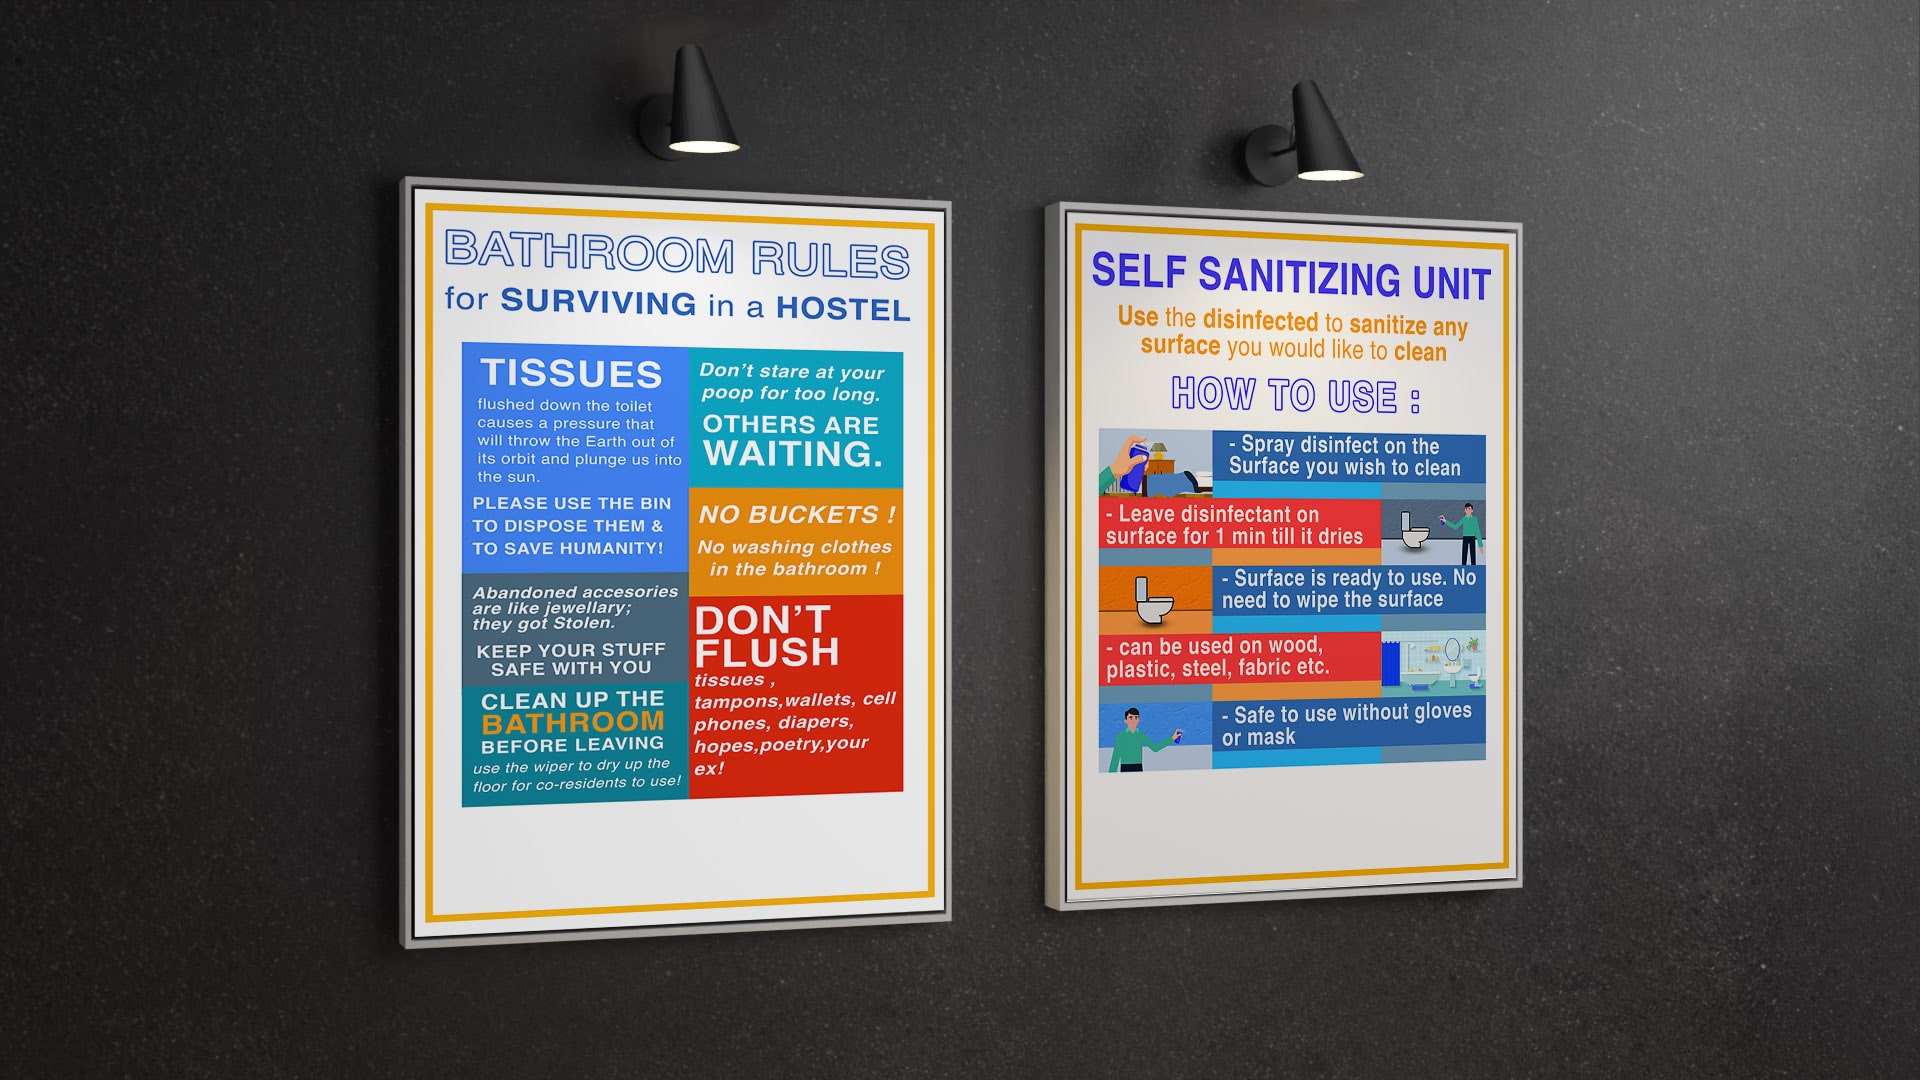 BATHROOM RULES
for SURVIVING in a HOSTEL
TISSUES
flushed down the toilet
causes a pressure that
will throw the Earth out of
its orbit and plunge us into
the sun.
PLEASE USE THE BIN
TO DISPOSE THEM &
TO SAVE HUMANITY!
Abandoned accesories
are like jewellary;
they got Stolen.
KEEP YOUR STUFF
SAFE WITH YOU
CLEAN UP THE
BATHROOM
BEFORE LEAVING
use the wiper to dry up the
floor for co-residents to use!
Don't stare at your
poop for too long.
OTHERS ARE
WAITING.
NO BUCKETS !
No washing clothes
in the bathroom !
DON'T
FLUSH
tissues ,
tampons,wallets, cell
phones, diapers,
hopes,poetry,your
ex!
SELF SANITIZING UNIT
Use the disinfected to sanitize any
surface you would like to clean
HOW TO USE :
- Spray disinfect on the
Surface you wish to clean
- Leave disinfectant on
surface for 1 min till it dries
- Surface is ready to use. No
need to wipe the surface
- can be used on wood,
plastic, steel, fabric etc.
- Safe to use without gloves
or mask